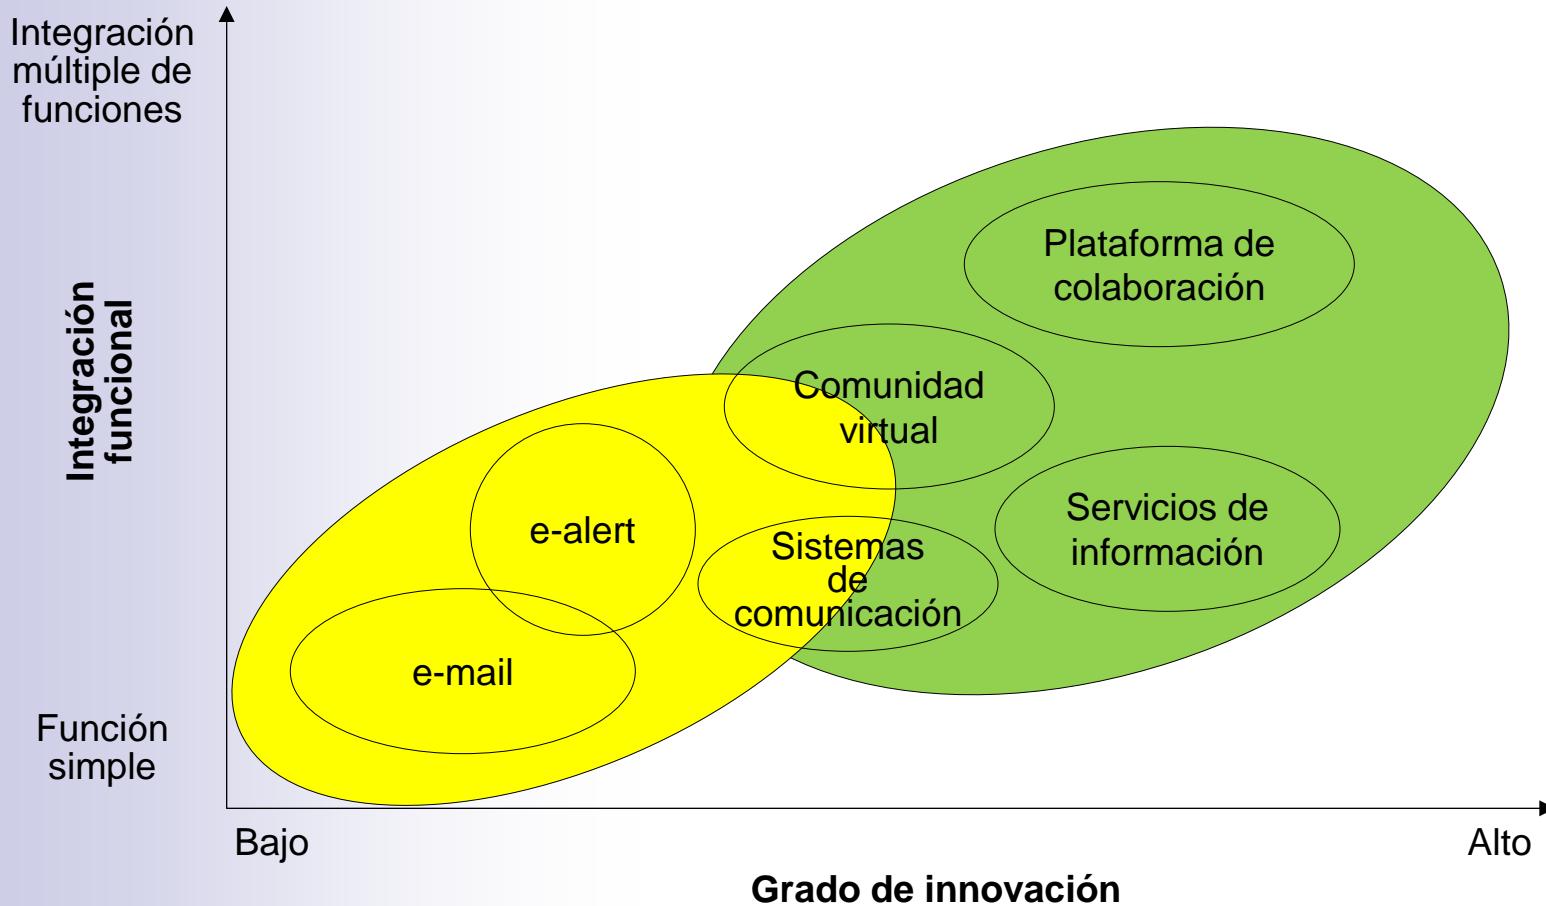 Integración
múltiple de
funciones
Integración
funcional
Función
simple
Plataforma de
colaboración
Comunidad
virtual
Servicios de
información
e-alert
Sistemas
de
comunicación
e-mail
Bajo
Alto
Grado de innovación